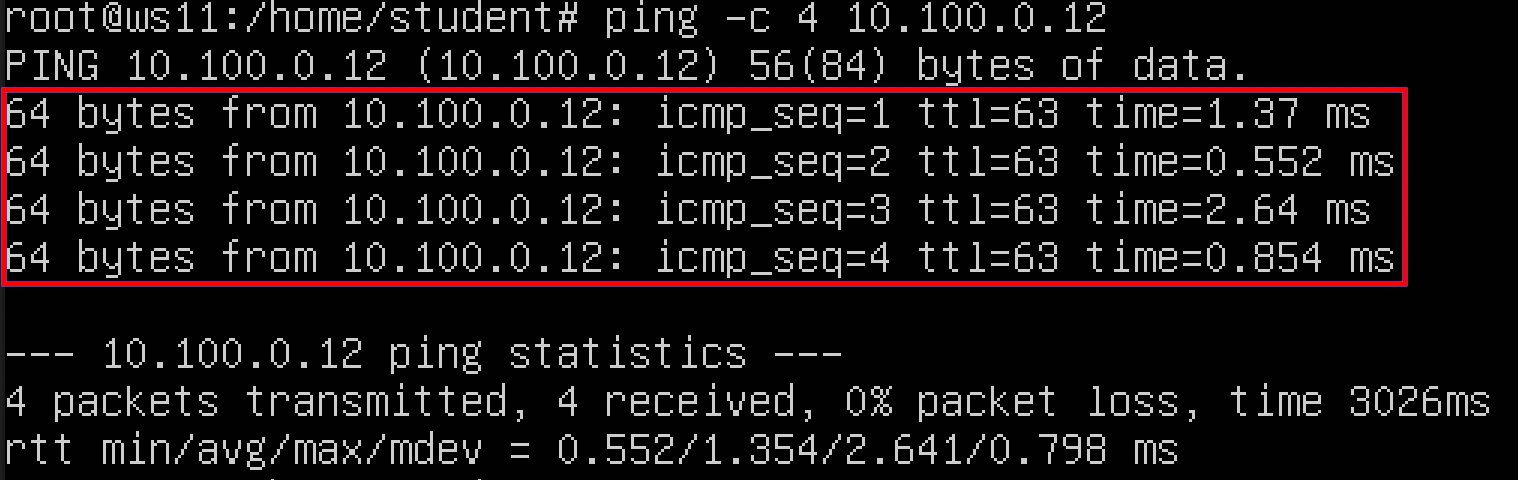 root@ws11:/home/student# ping -c 4 10.100.0.12
PING 10.100.0.12 (10.100.0.12) 56(84) bytes of data.
64 bytes from 10.100.0.12: icmp_seq=1 ttl=63 time=1.37 ms
64 bytes from 10.100.0.12: icmp_seq=2 ttl=63 time=0.552 ms
64 bytes from 10.100.0.12: icmp_seq=3 ttl=63 time=2.64 ms
64 bytes from 10.100.0.12: icmp_seq=4 ttl=63 time=0.854 ms
--- 10.100.0.12 ping statistics ---
4 packets transmitted, 4 received, 0% packet loss, time 3026ms
rtt min/avg/max/mdev = 0.552/1.354/2.641/0.798 ms